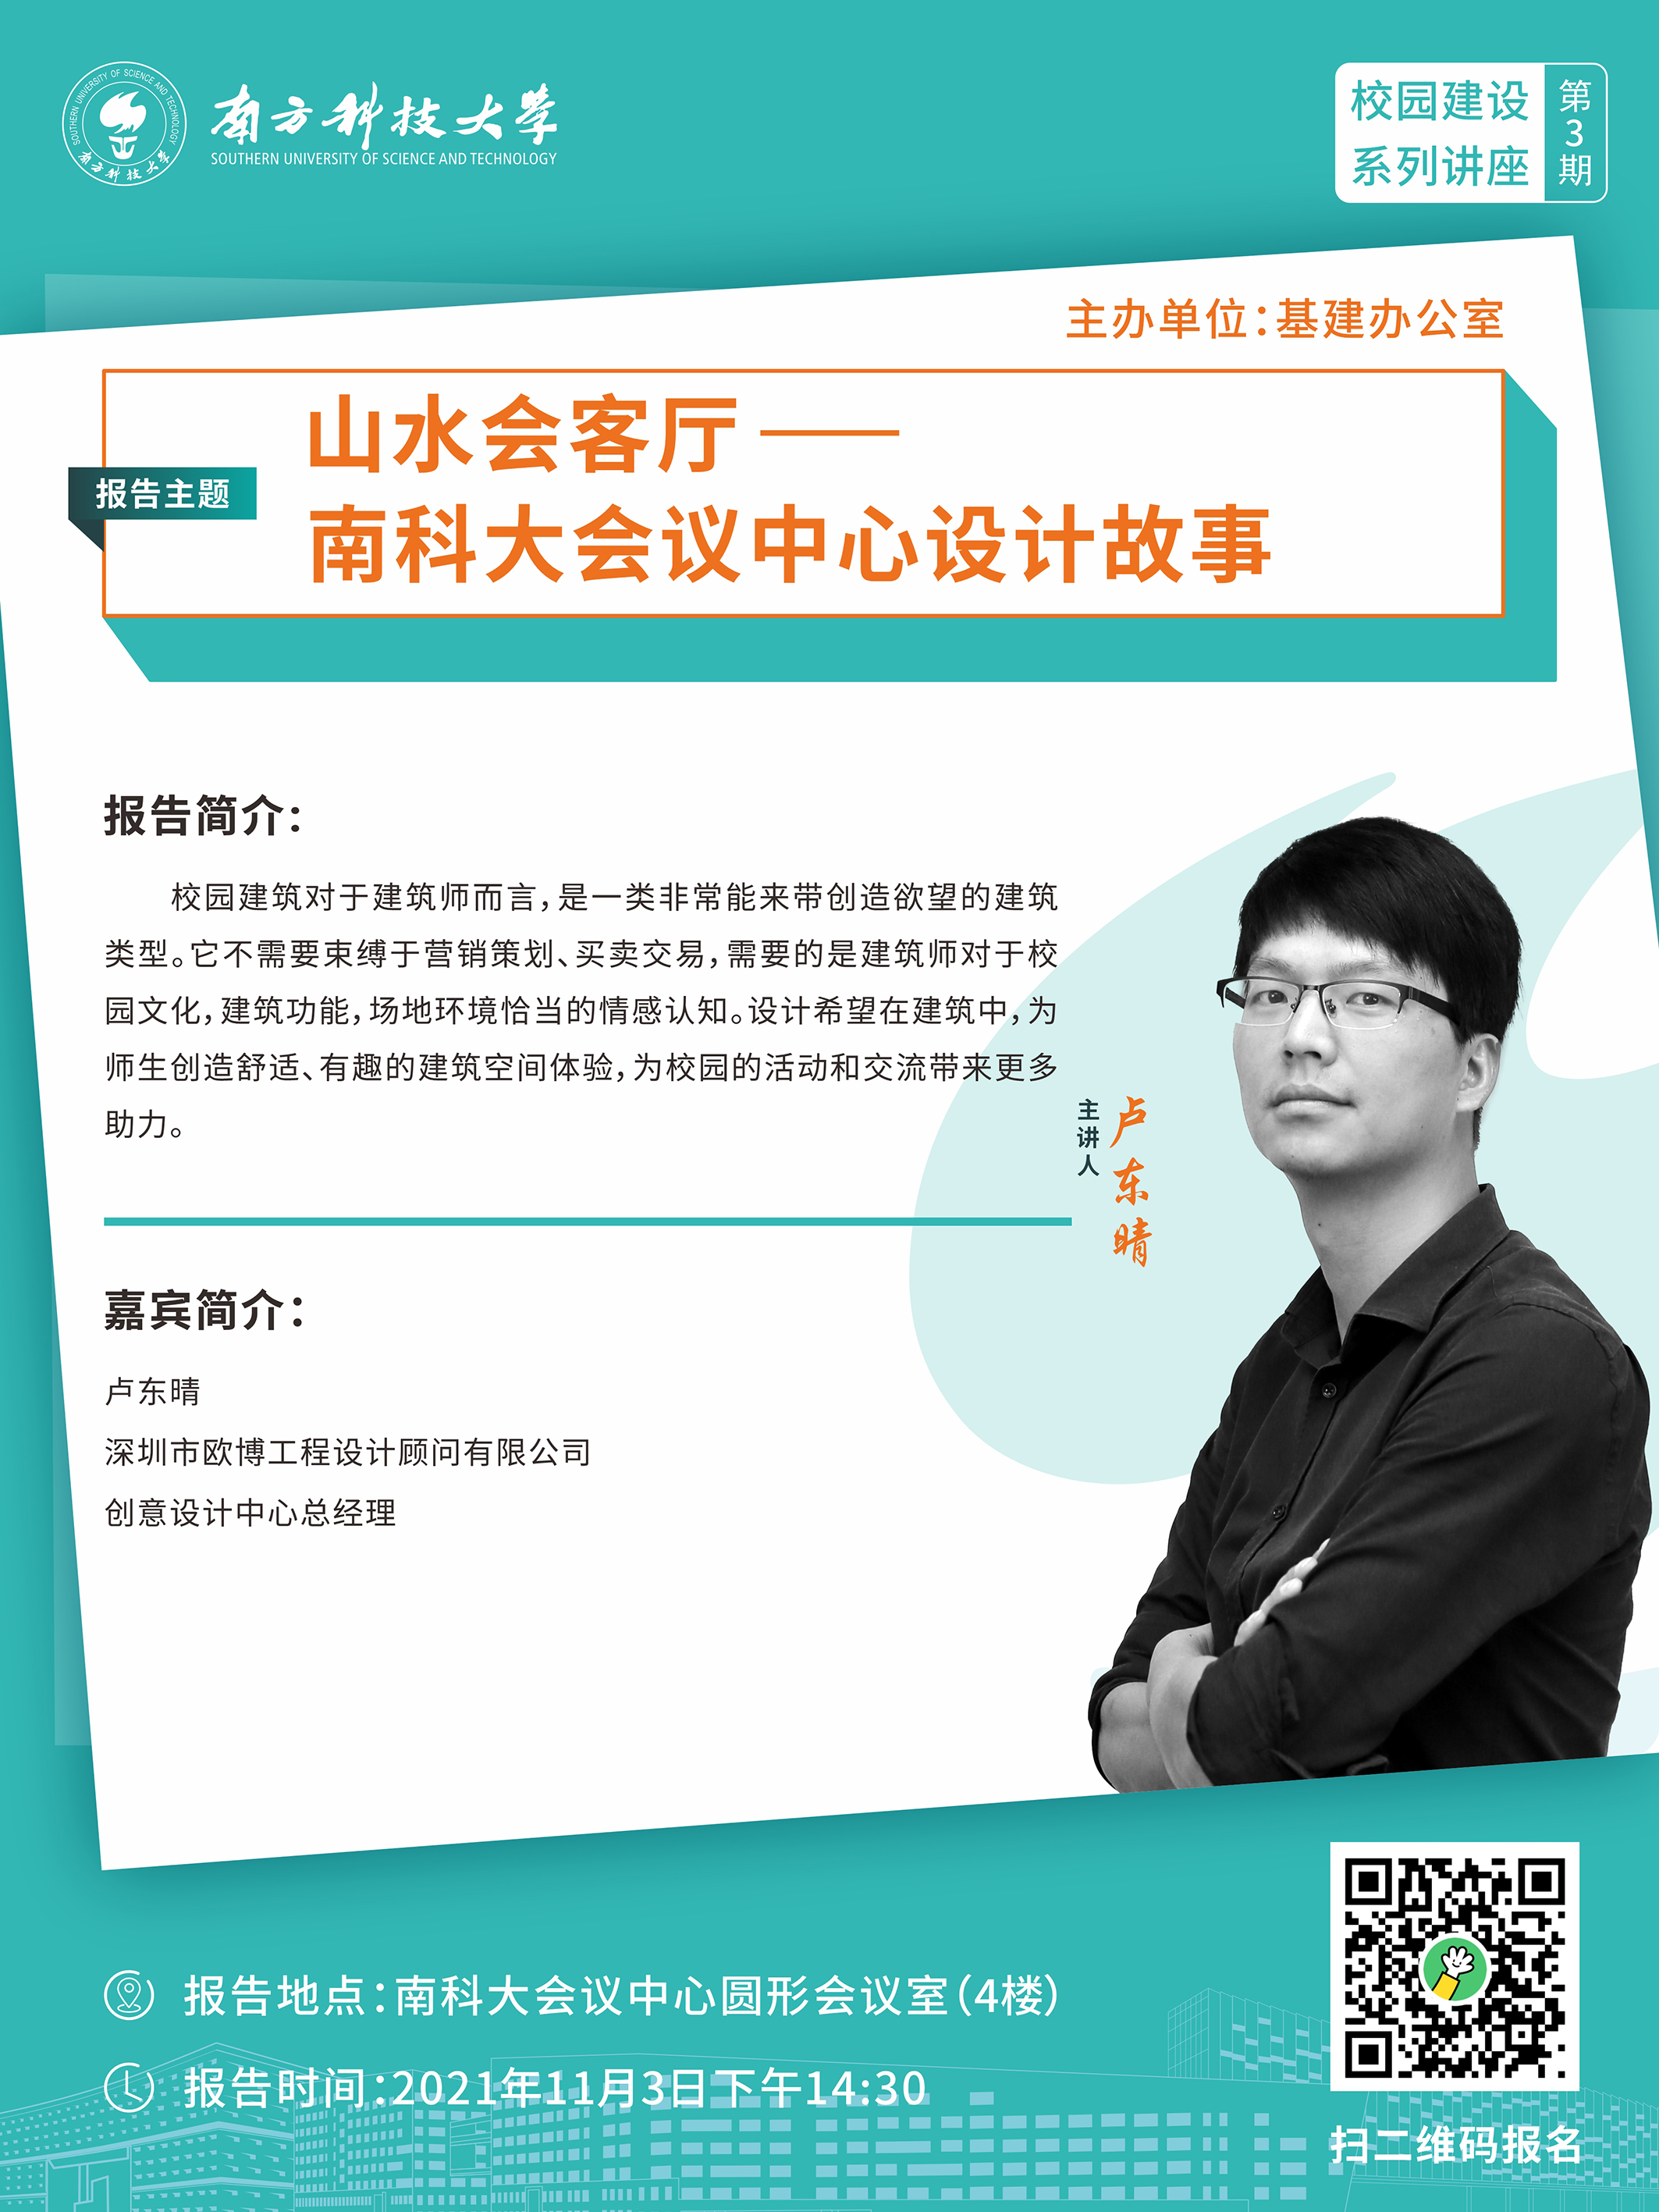 SOUTHERN UNIVERSITY OF SCIENCE AND TECHNOLOGY
南方科技大学
南方科技大学
SOUTHERN UNIVERSITY OF SCIENCE AND TECHNOLOGY
校园建设
系列讲座
第3期
主办单位：基建办公室
报告主题
山水会客厅——
南科大会议中心设计故事
报告简介：
校园建筑对于建筑师而言，是一类非常能来带创造欲望的建筑
类型。它不需要束缚于营销策划、买卖交易，需要的是建筑师对于校
园文化，建筑功能，场地环境恰当的情感认知。设计希望在建筑中，为
师生创造舒适、有趣的建筑空间体验，为校园的活动和交流带来更多
助力。
主讲人
卢东晴
嘉宾简介：
卢东晴
深圳市欧博工程设计顾问有限公司
创意设计中心总经理
报告地点：南科大会议中心圆形会议室（4楼）
报告时间：2021年11月3日下午14:30
扫二维码报名